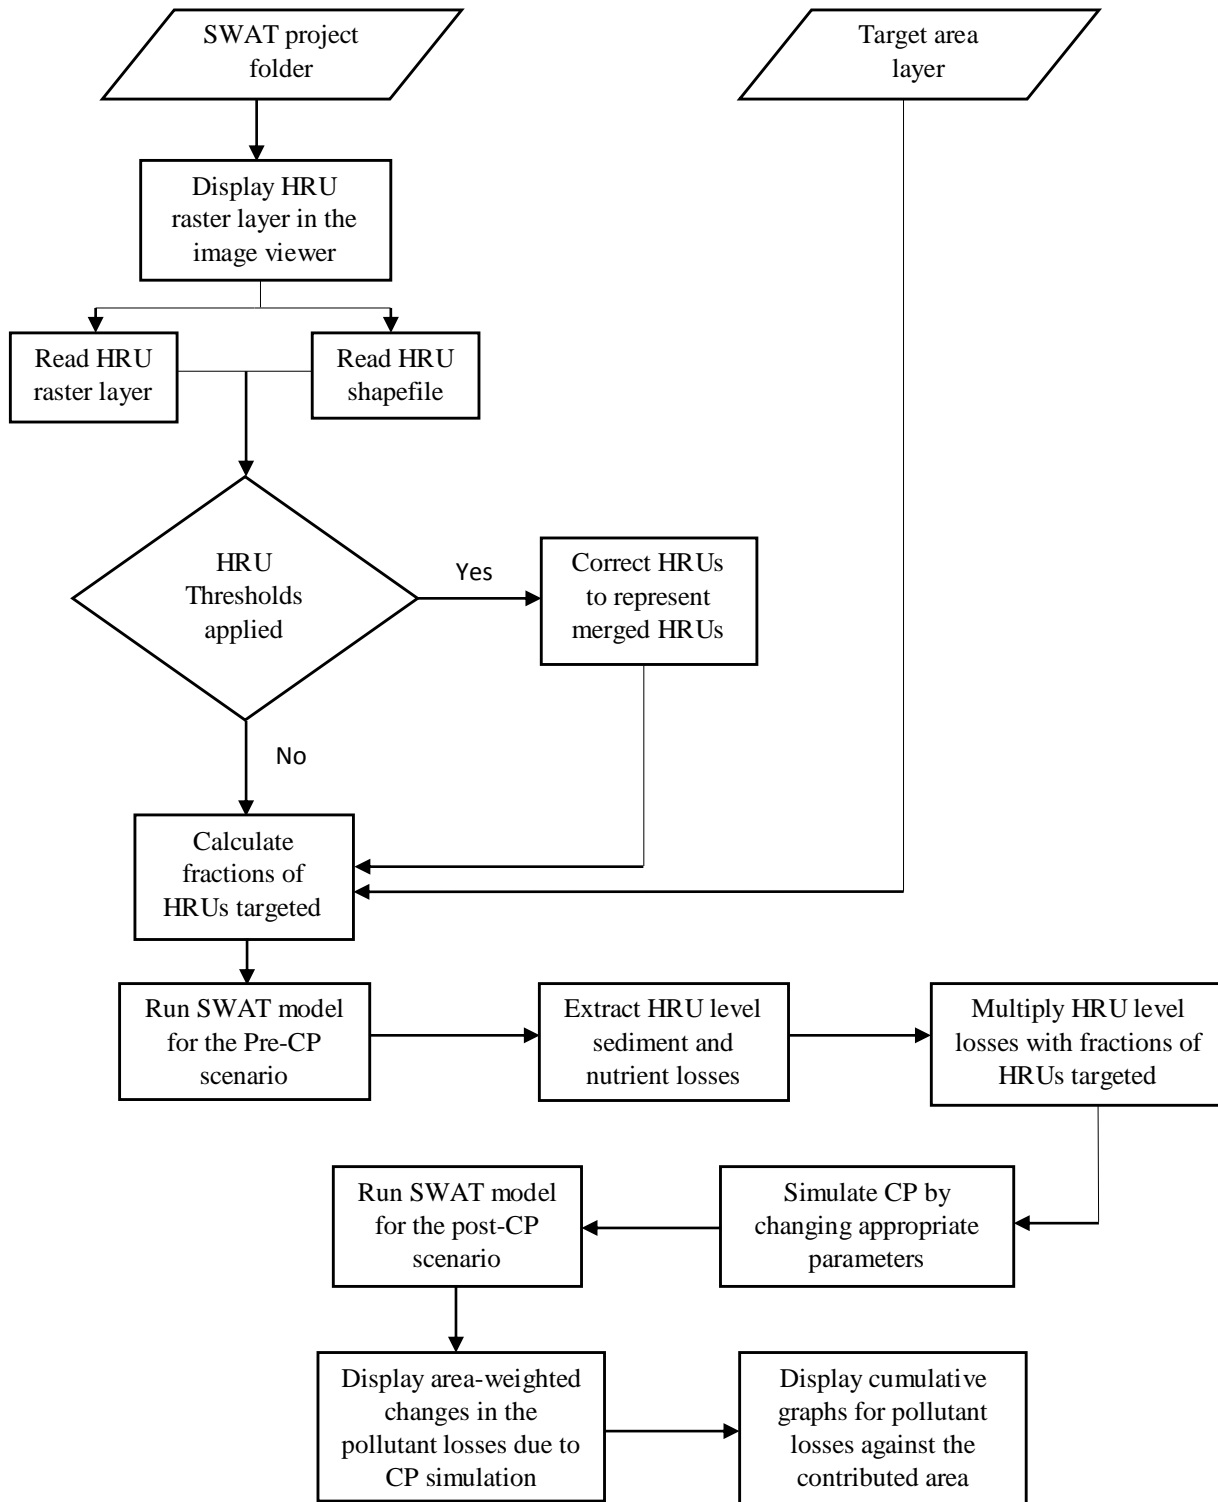 SWAT project
folder
Target area
layer
Display HRU
raster layer in the
image viewer
Read HRU
raster layer
Read HRU
shapefile
HRU
Thresholds
applied
Yes
Correct HRUs
to represent
merged HRUs
No
Calculate
fractions of
HRUs targeted
Run SWAT model
for the Pre-CP
scenario
Extract HRU level
sediment and
nutrient losses
Multiply HRU level
losses with fractions of
HRUs targeted
Simulate CP by
changing appropriate
parameters
Run SWAT model
for the post-CP
scenario
Display area-weighted
changes in the
pollutant losses due to
CP simulation
Display cumulative
graphs for pollutant
losses against the
contributed area